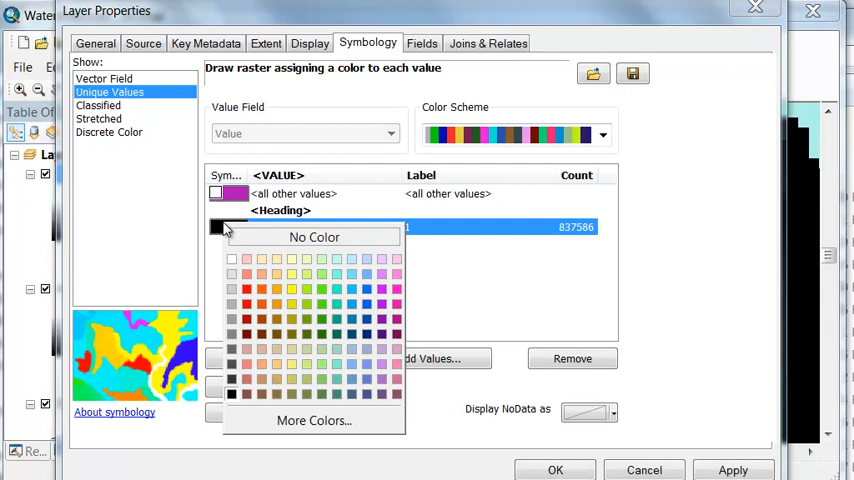 Water
Layer Properties
General Source Key Metadata Extent Display Symbology Fields Joins & Relates
File
Show:
Vector Field
Unique Values
Classified
Stretched
Discrete Color
Draw raster assigning a color to each value
Value Field
Value
Color Scheme
Table Of
La
Sym... <VALUE> Label Count
<all other values> <all other values>
<Heading>
1 837586
No Color
More Colors...
dd Values... Remove
About symbology
Display NoData as
Re...
OK Cancel Apply